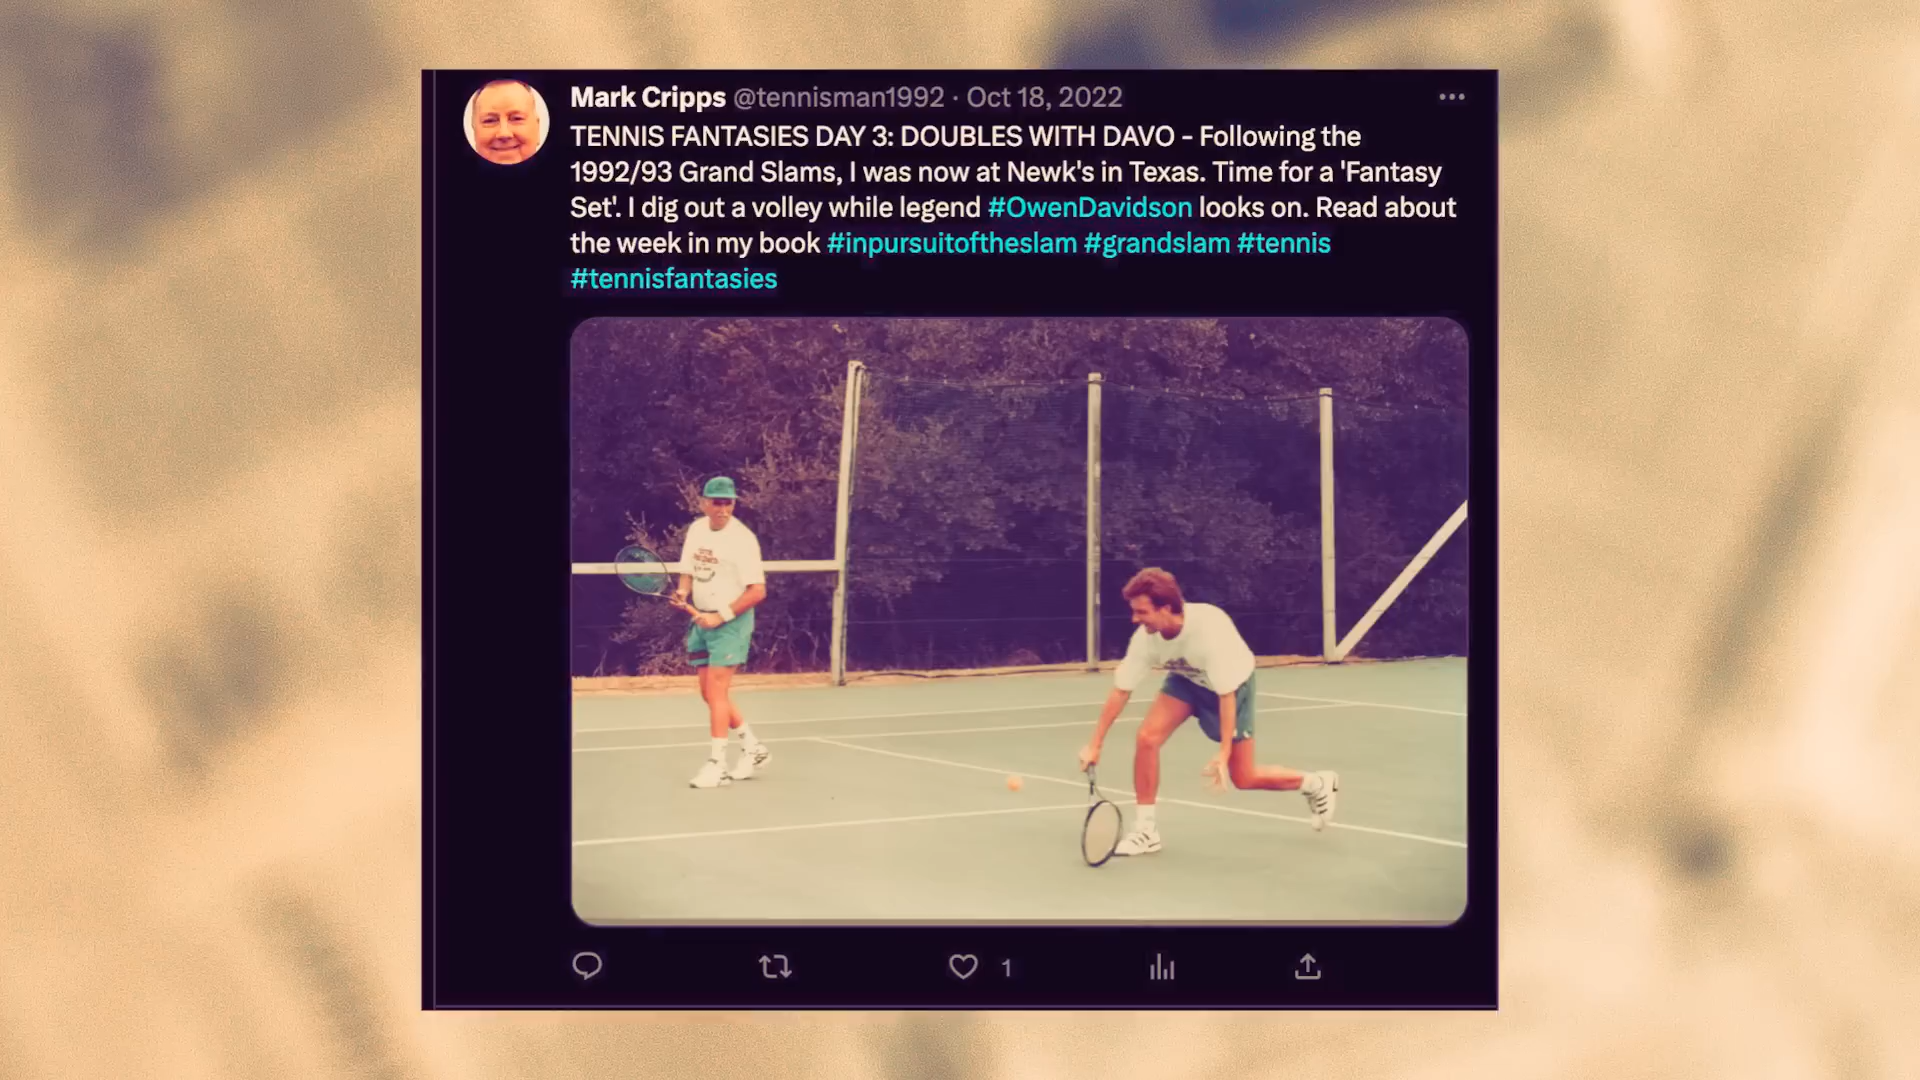 Mark Cripps @tennisman1992 · Oct 18, 2022
TENNIS FANTASIES DAY 3: DOUBLES WITH DAVO - Following the
1992/93 Grand Slams, I was now at Newk's in Texas. Time for a 'Fantasy
Set'. I dig out a volley while legend #OwenDavidson looks on. Read about
the week in my book #inpursuitoftheslam #grandslam #tennis
#tennisfantasies
1